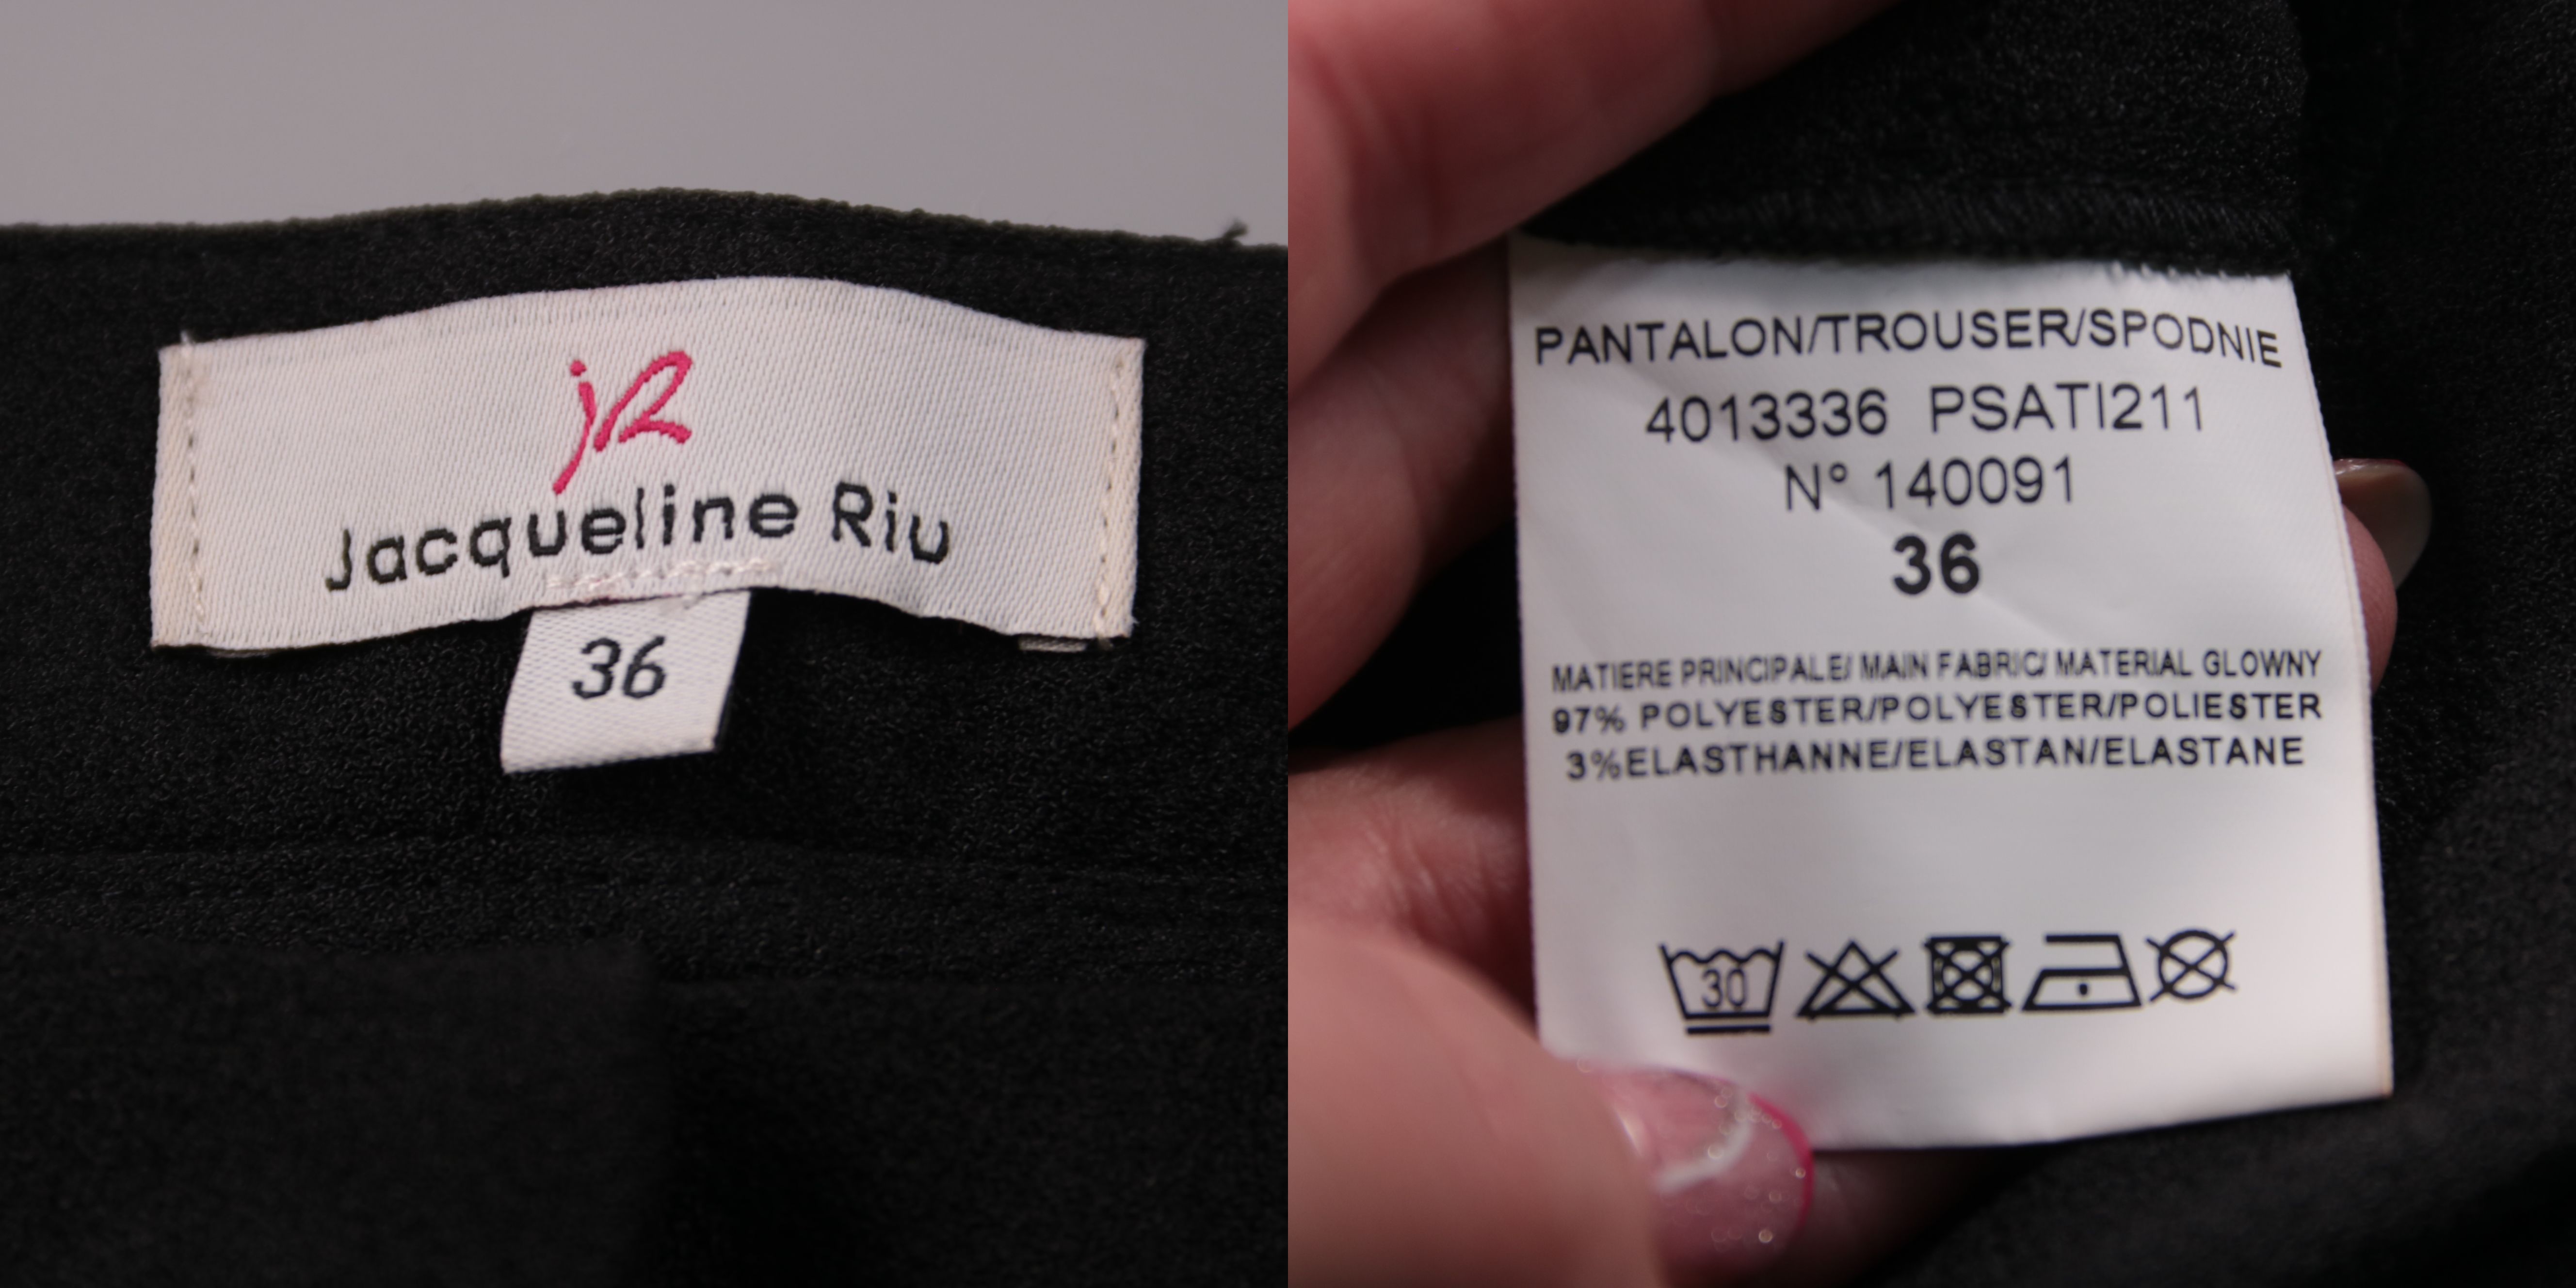 jR
Jacqueline Riu
36
PANTALON/TROUSER/SPODNIE
4013336 PSATI211
N° 140091
36
MATIERE PRINCIPALE/ MAIN FABRIC/ MATERIAL GLOWNY
97% POLYESTER/POLYESTER/POLIESTER
3%ELASTHANNE/ELASTAN/ELASTANE
30